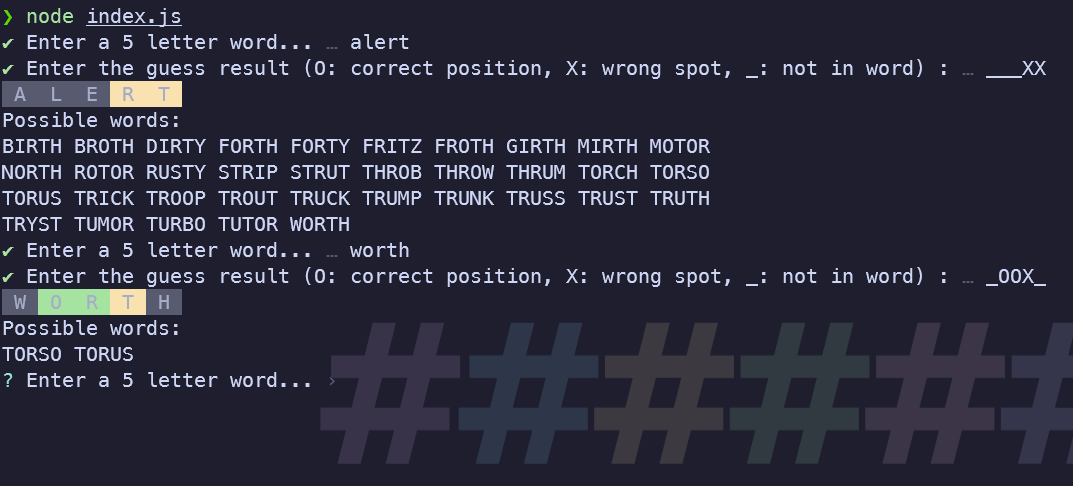 ❯ node index.js
✔ Enter a 5 letter word... … alert
✔ Enter the guess result (O: correct position, X: wrong spot, _: not in word) : … ___XX
A L E R T
Possible words:
BIRTH BROTH DIRTY FORTH FORTY FRITZ FROTH GIRTH MIRTH MOTOR
NORTH ROTOR RUSTY STRIP STRUT THROB THROW THRUM TORCH TORSO
TORUS TRICK TROOP TROUT TRUCK TRUMP TRUNK TRUSS TRUST TRUTH
TRYST TUMOR TURBO TUTOR WORTH
✔ Enter a 5 letter word... … worth
✔ Enter the guess result (O: correct position, X: wrong spot, _: not in word) : … _OOX_
W O R T H
Possible words:
TORSO TORUS
? Enter a 5 letter word... ›
######